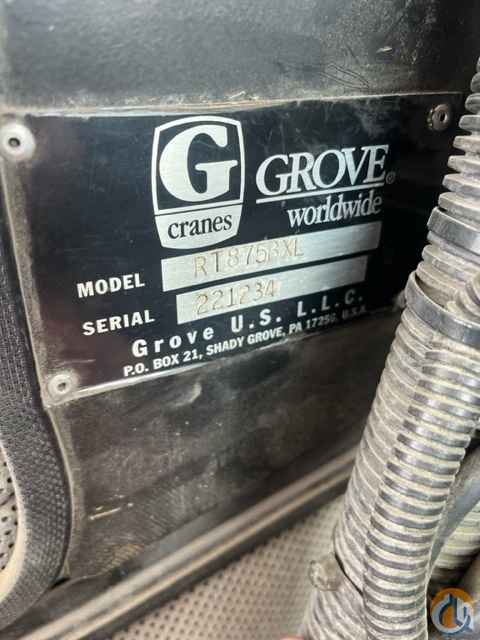 G
cranes
GROVE®
worldwide
MODEL RT875BXL
SERIAL 221234
Grove U.S. L.L.C.
P.O. BOX 21, SHADY GROVE, PA 17256, U.S.A.